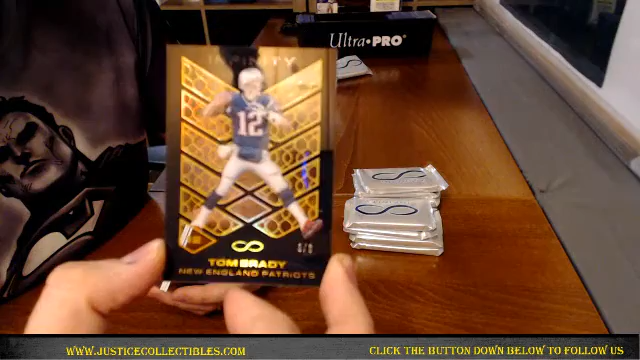 Ultra•PRO
INFINITY
12
TOM BRADY
NEW ENGLAND PATRIOTS
WWW.JUSTICECOLLECTIBLES.COM
CLICK THE BUTTON DOWN BELOW TO FOLLOW US